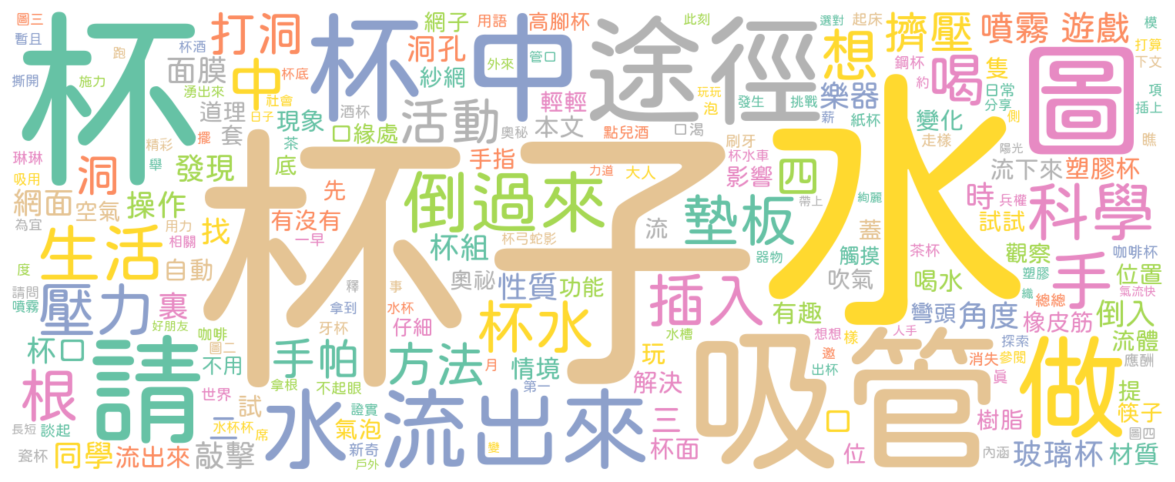 圖三 打洞 網子 用語 高腳杯 此刻 選對 起床 擠壓 噴霧 遊戲 模
暫且 跑 杯酒 面膜 中 杯底 洞孔 外來 管口 途徑 想 打算
杯 杯中 紗網 輕輕 喝 隻 鋼杯 約 圖 下文
撕開 施力 湧出來 社會 道理 日子 酒杯 活動 奧秘 本文 玩玩 泡 發生 挑戰 樂器 薪 紙杯 日常 分享 側 項 插上
精彩 擺 套 現象 茶 口緣處 點兒酒 口渴 刷牙 變化 走樣 陽光 瞧
琳琳 舉 洞 發現 底 手指 力道 大人 杯水車 影響 四 流下來 塑膠杯
吸用 先 倒過來 帶上 絢麗 時 兵權 科學
網面 空氣 操作 有沒有 杯子 墊板 水 試試
為宜 用力 相關 找 一早 杯組 杯弓蛇影 流 器物 蓋 觸摸 茶杯 觀察 咖啡杯
生活 自動 奧祕 性質 功能 吹氣 喝水 塑膠 手 位置
度 請問 噴霧 釋 事 插入 有趣 纖 總總 氣流快
壓力 裏 好朋友 拿到 水杯 仔細 杯水 彎頭 角度 橡皮筋 倒入
杯口 咖啡 圖二 牙杯 水槽 想想 樣 人手 探索 流體
請 不用 手帕 方法 情境 玩 吸管 邀 出杯 消失 參閱 真 做 應酬
根 拿根 不起眼 月 第一 解決 提
世界 二 試 證實 水流出來 三 口 樹脂 筷子
長短 談起 水杯杯 席 氣泡 圖四
瓷杯 同學 流出來 敲擊 新奇 戶外 變 杯面 位 內涵 玻璃杯 材質